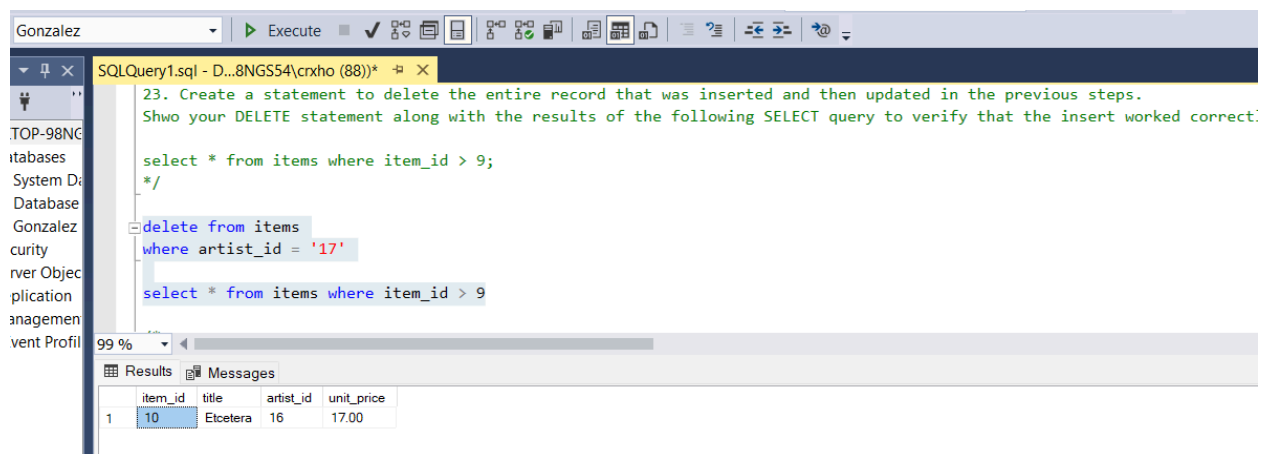 Gonzalez
Execute
SQLQuery1.sql - D...8NGS54\crxho (88))*
23. Create a statement to delete the entire record that was inserted and then updated in the previous steps.
Shwo your DELETE statement along with the results of the following SELECT query to verify that the insert worked correctl
TOP-98NG
atabases
select * from items where item_id > 9;
System Da
*/
Database
Gonzalez
delete from items
curity
where artist_id = '17'
rver Objec
plication
select * from items where item_id > 9
anagemen
vent Profil
/*
99 %
Results
Messages
item_id title artist_id unit_price
1 10 Etcetera 16 17.00